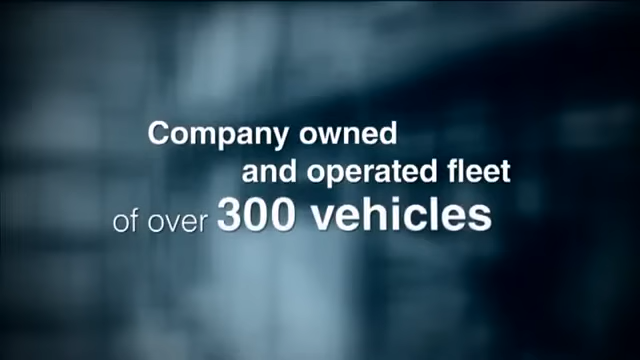 Company owned
and operated fleet
of over 300 vehicles